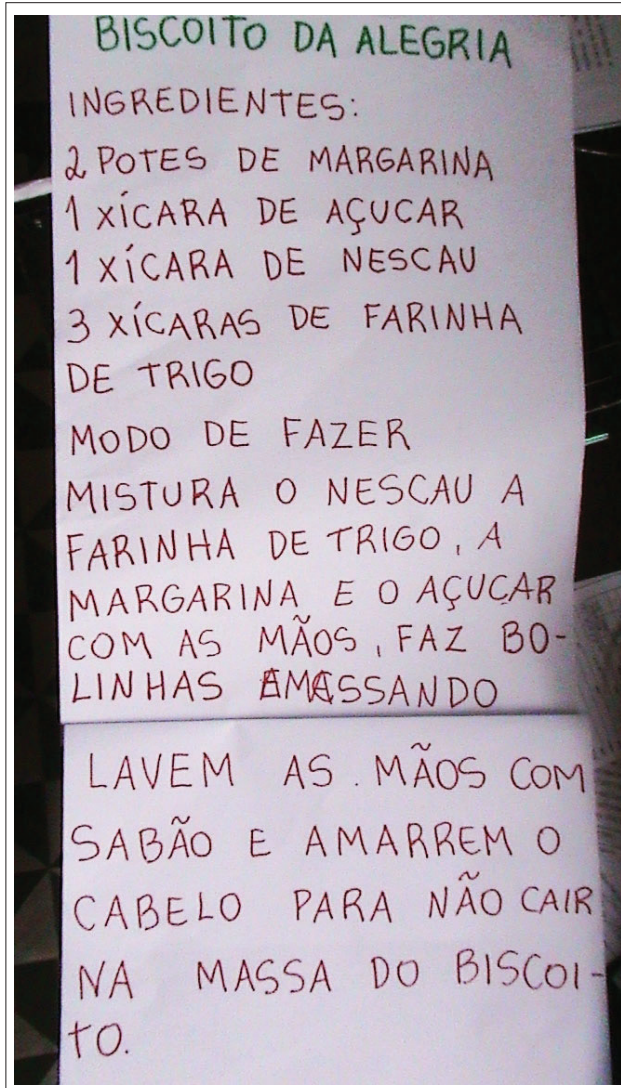 BISCOITO DA ALEGRIA
INGREDIENTES:
2 POTES DE MARGARINA
1 XÍCARA DE AÇUCAR
1 XÍCARA DE NESCAU
3 XÍCARAS DE FARINHA
DE TRIGO
MODO DE FAZER
MISTURA O NESCAU A
FARINHA DE TRIGO, A
MARGARINA E O AÇUCAR
COM AS MÃOS, FAZ BO-
LINHAS AMASSANDO
LAVEM AS. MÃOS COM
SABÃO E AMARREM O
CABELO PARA NÃO CAIR
NA MASSA DO BISCOI-
TO.